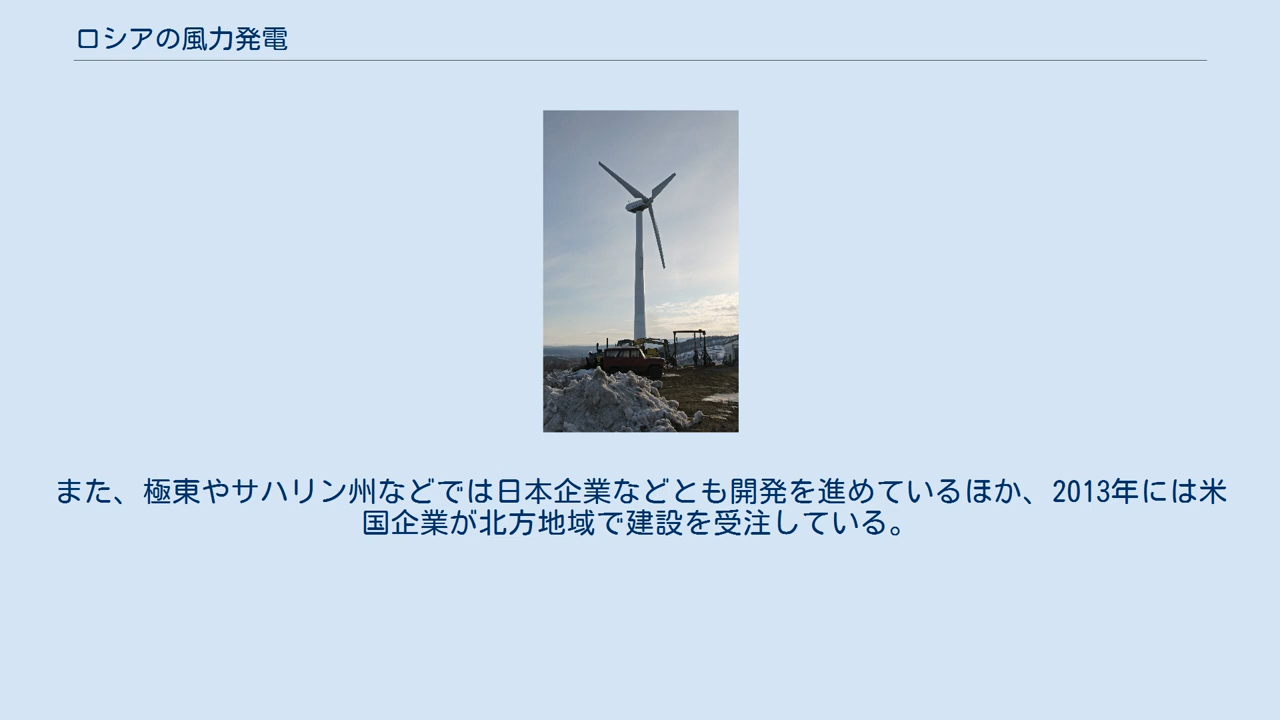 ロシアの風力発電
また、極東やサハリン州などでは日本企業などとも開発を進めているほか、2013年には米
国企業が北方地域で建設を受注している。